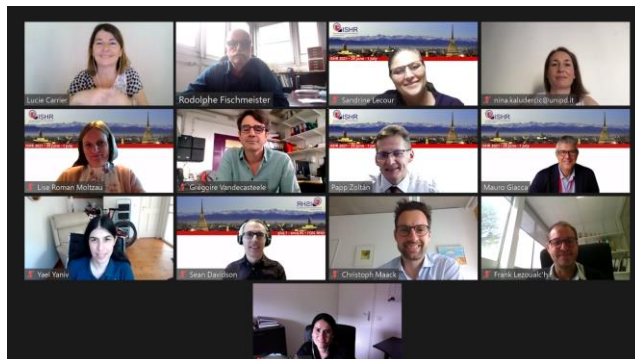 Lucie Carrier
Rodolphe Fischmeister
ISHR
Sandrine Lecour
nina.kaludercic@unipd.it
ISHR
Lise Roman Moltzau
Grégoire Vandecasteele
ISHR
Papp Zoltán
ISHR
Mauro Giacca
Yael Yaniv
ISHR
Sean Davidson
Christoph Maack
Frank Lezoualc'h